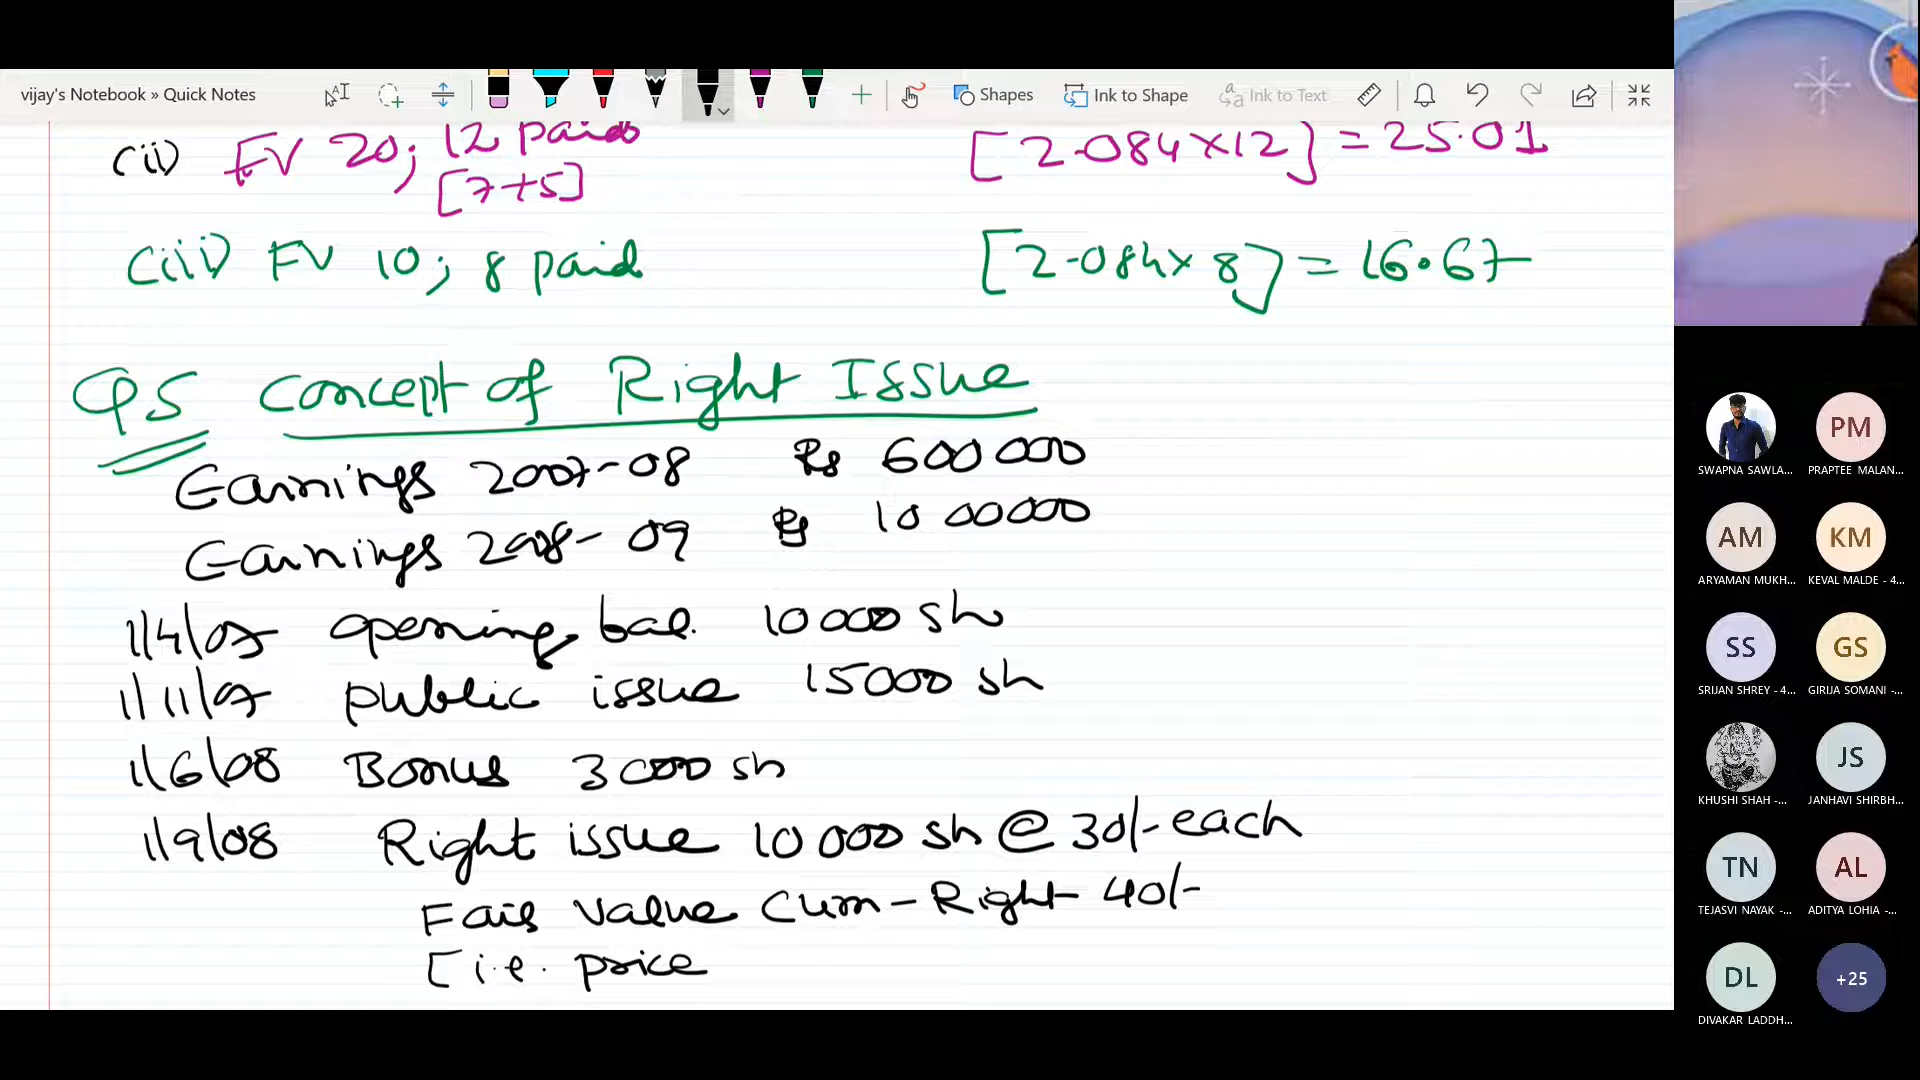 vijay's Notebook » Quick Notes
Shapes
Ink to Shape
Ink to Text
(ii) FV 20; 12 paid [2.084×12] = 25.01
[7+5]
(iii) FV 10; 8 paid [2.084× 8] = 16.67
Q5 Concept of Right Issue
Earnings 2007-08 Rs 600000
Earnings 2008-09 Rs 1000000
1/4/07 opening bal. 10000 sh
1/11/07 public issue 15000 sh
1/6/08 Bonus 3000 sh
1/9/08 Right issue 10000 sh @ 30/- each
Fair value Cum-Right 40/-
[i.e. price
SWAPNA SAWLA...
PM
PRAPTEE MALAN...
AM
ARYAMAN MUKH...
KM
KEVAL MALDE - 4...
SS
SRIJAN SHREY - 4...
GS
GIRIJA SOMANI -...
KHUSHI SHAH -...
JS
JANHAVI SHIRBH...
TN
TEJASVI NAYAK -...
AL
ADITYA LOHIA -...
DL
DIVAKAR LADDH...
+25